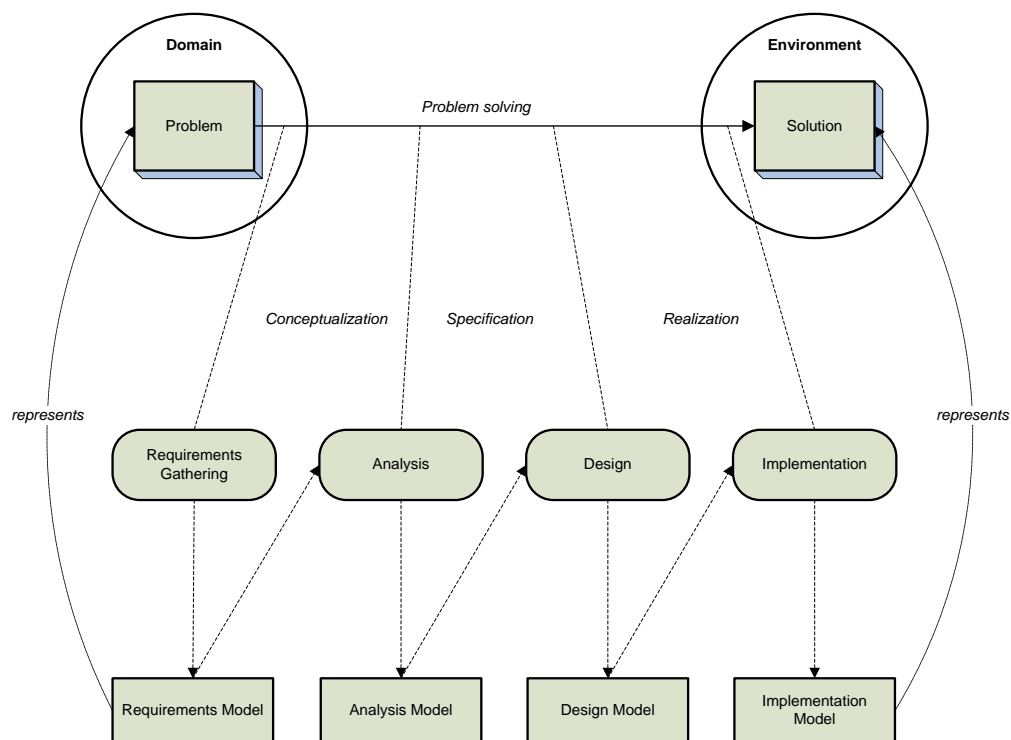 Domain
Environment
Problem
Problem solving
Solution
Conceptualization
Specification
Realization
represents
represents
Requirements
Gathering
Analysis
Design
Implementation
Requirements Model
Analysis Model
Design Model
Implementation
Model